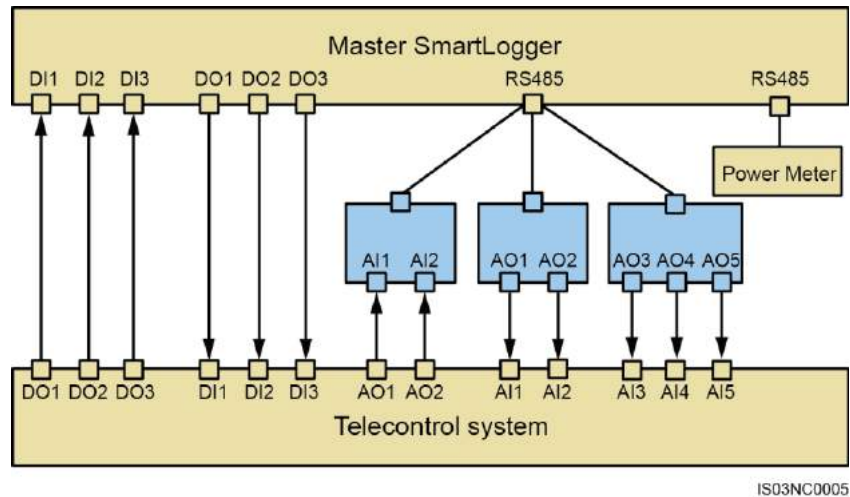 Master SmartLogger
DI1 DI2 DI3 DO1 DO2 DO3 RS485 RS485
Power Meter
AI1 AI2 AO1 AO2 AO3 AO4 AO5
DO1 DO2 DO3 DI1 DI2 DI3 AO1 AO2 AI1 AI2 AI3 AI4 AI5
Telecontrol system
IS03NC0005